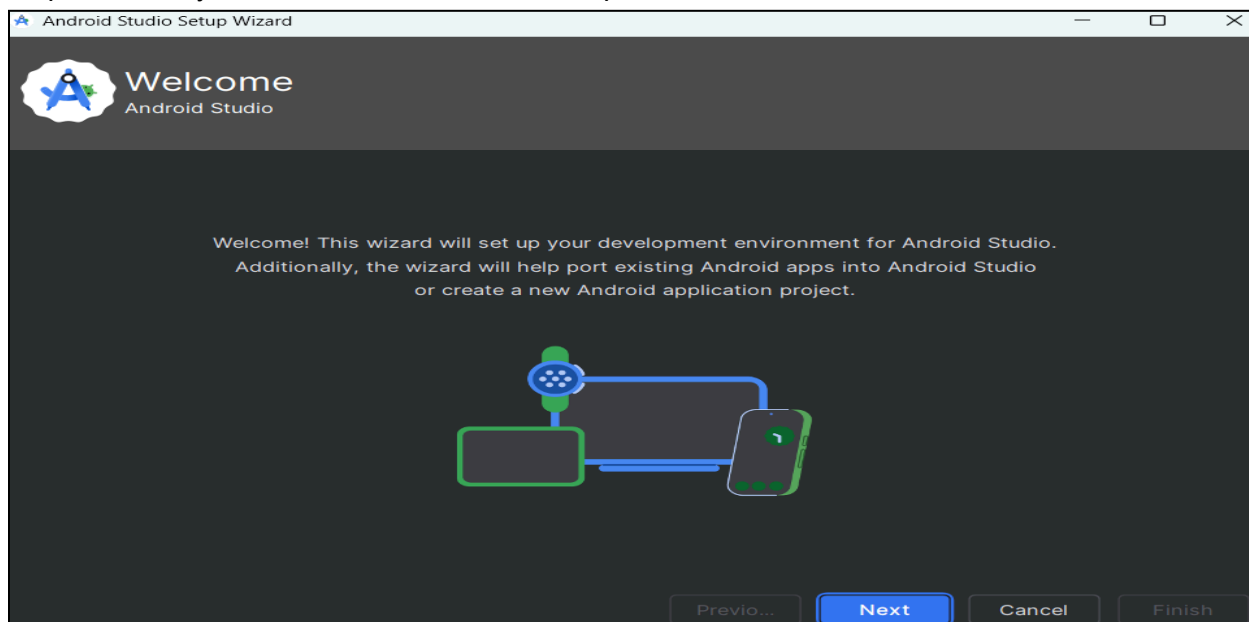 Android Studio Setup Wizard
Welcome
Android Studio
Welcome! This wizard will set up your development environment for Android Studio.
Additionally, the wizard will help port existing Android apps into Android Studio
or create a new Android application project.
Previo...
Next
Cancel
Finish